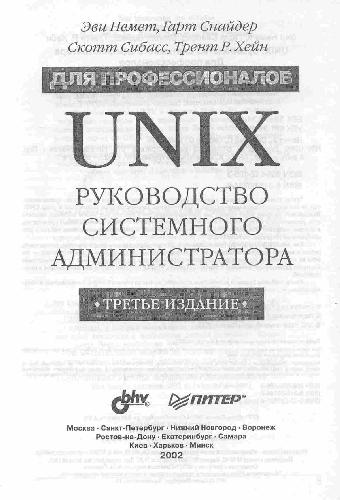 Эви Немет, Гарт Снайдер
Скотт Сибасс, Трент Р. Хейн
ДЛЯ ПРОФЕССИОНАЛОВ
UNIX
РУКОВОДСТВО
СИСТЕМНОГО
АДМИНИСТРАТОРА
• ТРЕТЬЕ ИЗДАНИЕ •
bhv ПИТЕР
Москва • Санкт-Петербург • Нижний Новгород • Воронеж
Ростов-на-Дону • Екатеринбург • Самара
Киев • Харьков • Минск
2002